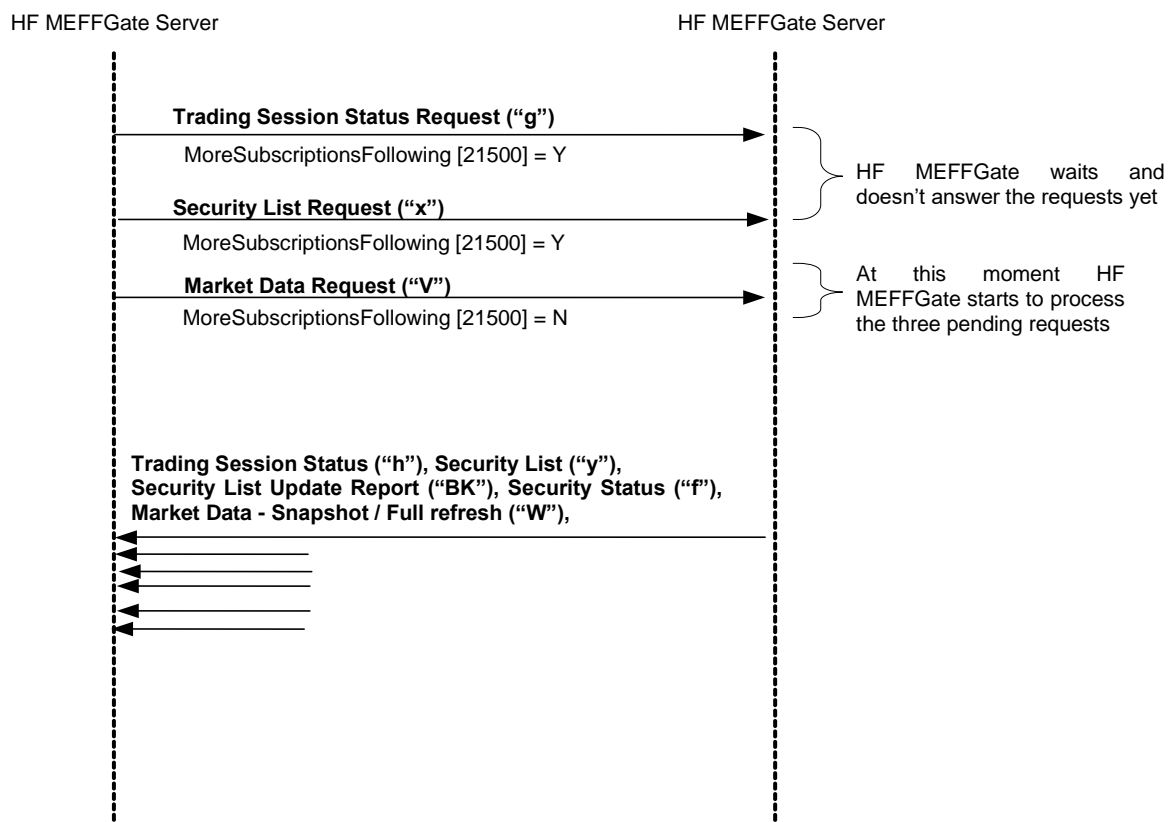 HF MEFFGate Server
HF MEFFGate Server
Trading Session Status Request (“g”)
MoreSubscriptionsFollowing [21500] = Y
HF MEFFGate waits and
doesn’t answer the requests yet
Security List Request (“x”)
MoreSubscriptionsFollowing [21500] = Y
Market Data Request (“V”)
MoreSubscriptionsFollowing [21500] = N
At this moment HF
MEFFGate starts to process
the three pending requests
Trading Session Status (“h”), Security List (“y”),
Security List Update Report (“BK”), Security Status (“f”),
Market Data - Snapshot / Full refresh (“W”),